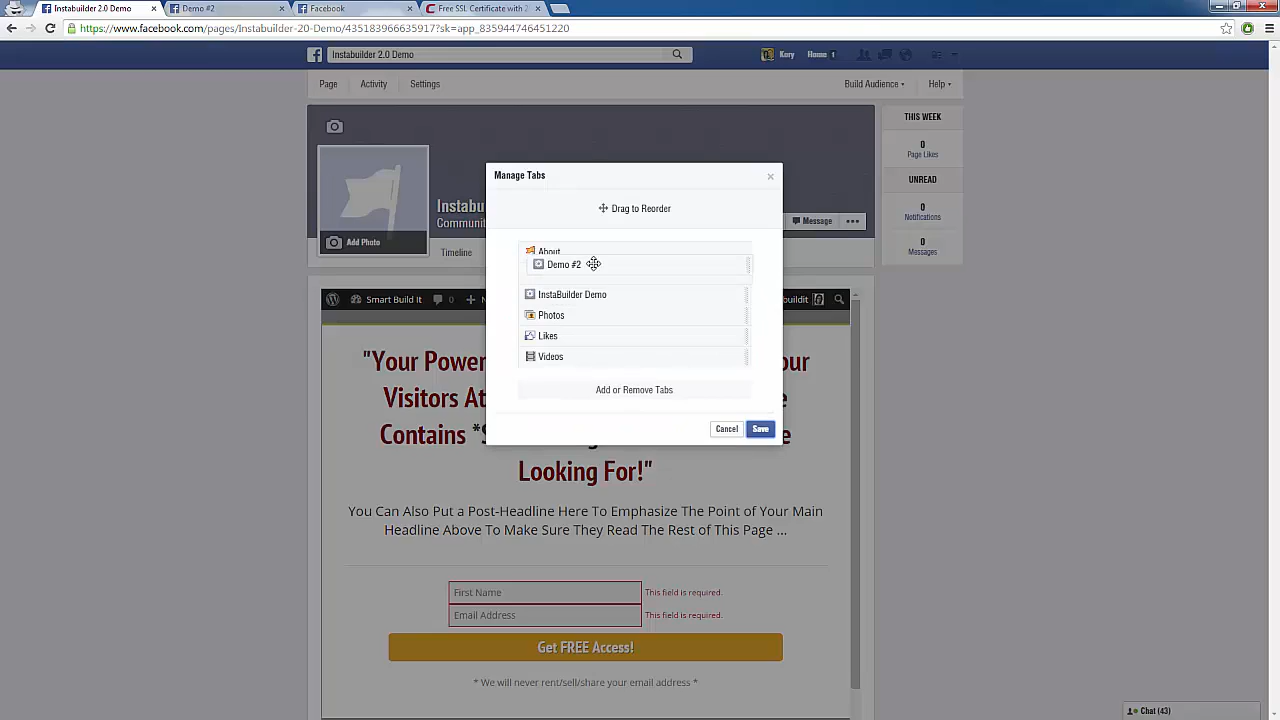 Instabuilder 2.0 Demo
Demo #2
Facebook
Free SSL Certificate with 2
https://www.facebook.com/pages/Instabuilder-20-Demo/435183966635917?sk=app_835944746451220
Instabuilder 2.0 Demo
Kory
Home 1
Page
Activity
Settings
Build Audience
Help
THIS WEEK
0
Page Likes
UNREAD
0
Notifications
0
Messages
Instabu
Communi
Add Photo
Timeline
Message
Manage Tabs
Drag to Reorder
About
Demo #2
InstaBuilder Demo
Photos
Likes
Videos
Add or Remove Tabs
Cancel
Save
Smart Build It
0
N
buildit
"Your Power our
Visitors At e
Contains *S e
Looking For!"
You Can Also Put a Post-Headline Here To Emphasize The Point of Your Main
Headline Above To Make Sure They Read The Rest of This Page ...
First Name
This field is required.
Email Address
This field is required.
Get FREE Access!
* We will never rent/sell/share your email address *
Chat (43)